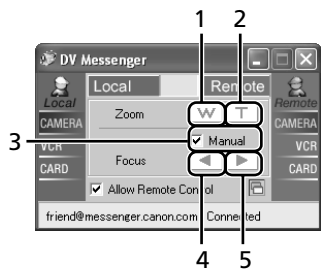 1 2
DV Messenger
Local Remote
Local Remote
CAMERA Zoom W T CAMERA
3 Manual
VCR VCR
CARD Focus CARD
Allow Remote Control
friend@messenger.canon.com Connected
4 5